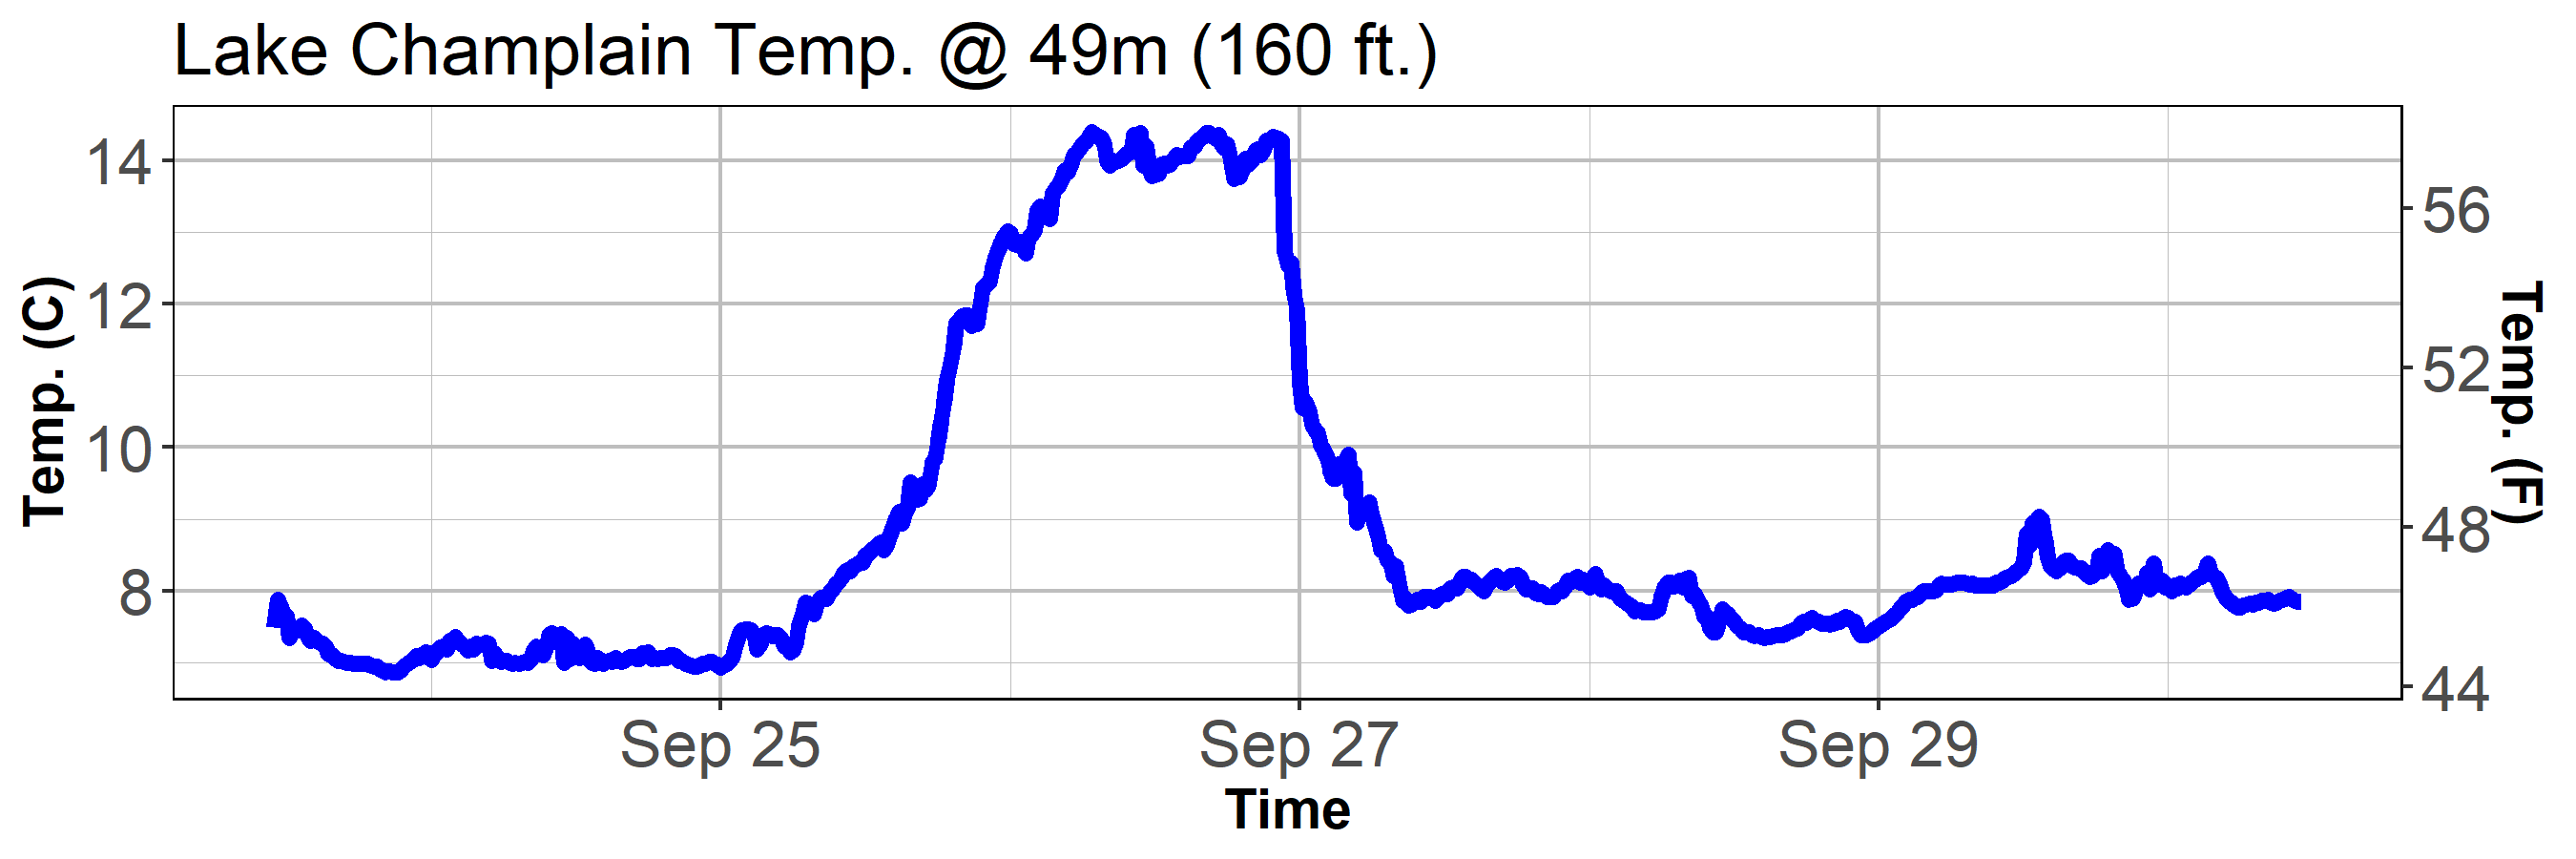 Lake Champlain Temp. @ 49m (160 ft.)
Temp. (C)
14
12
10
8
56
52
48
44
Temp. (F)
Sep 25 Sep 27 Sep 29
Time